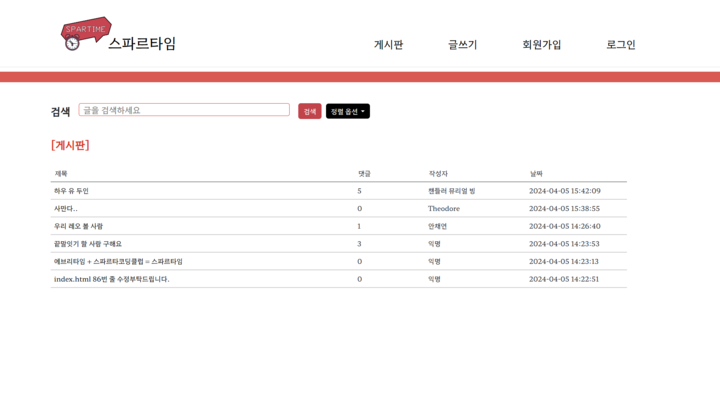 SPARTIME
스파르타임 게시판 글쓰기 회원가입 로그인
검색 글을 검색하세요 검색 정렬 옵션
[게시판]
제목 댓글 작성자 날짜
하우 유 두인 5 챈들러 뮤리얼 빙 2024-04-05 15:42:09
사만다.. 0 Theodore 2024-04-05 15:38:55
우리 레오 볼 사람 1 안채연 2024-04-05 14:26:40
끝말잇기 할 사람 구해요 3 익명 2024-04-05 14:23:53
에브리타임 + 스파르타코딩클럽 = 스파르타임 0 익명 2024-04-05 14:23:13
index.html 86번 줄 수정부탁드립니다. 0 익명 2024-04-05 14:22:51